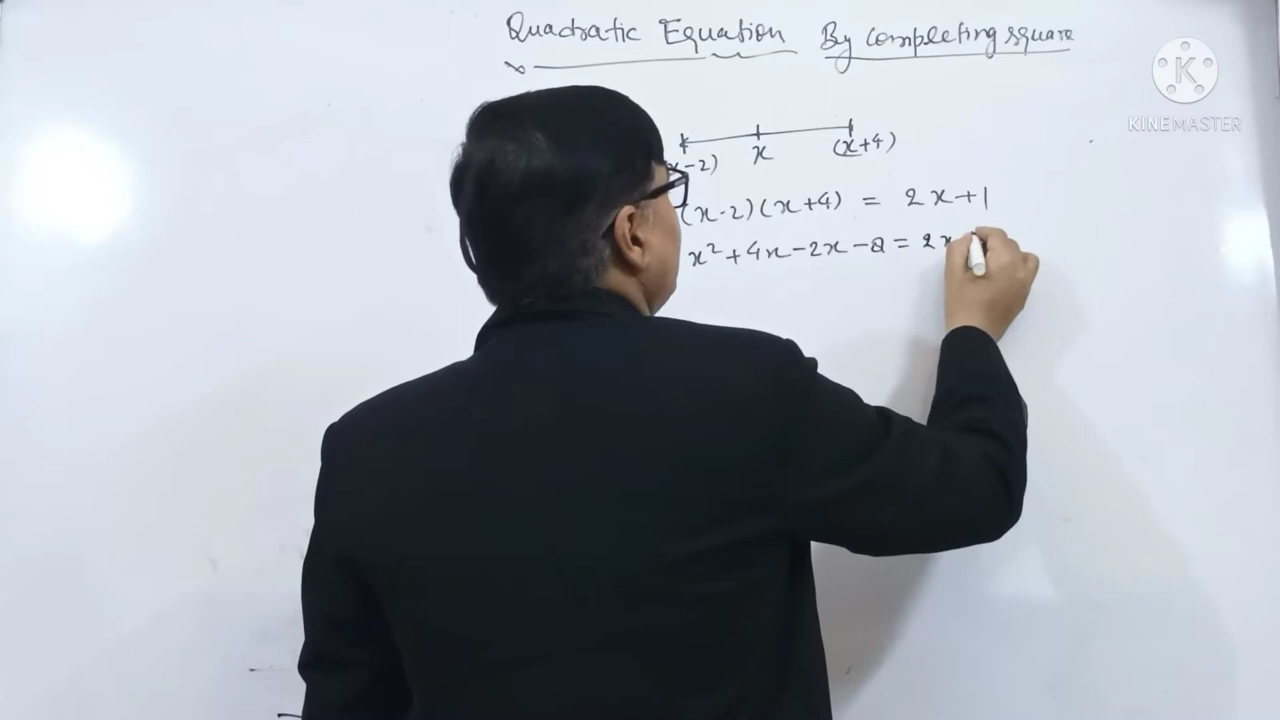 Quadratic Equation By completing square
K
KINEMASTER
x-2) x (x+4)
(x-2)(x+4) = 2x+1
x²+4x-2x-8=2x